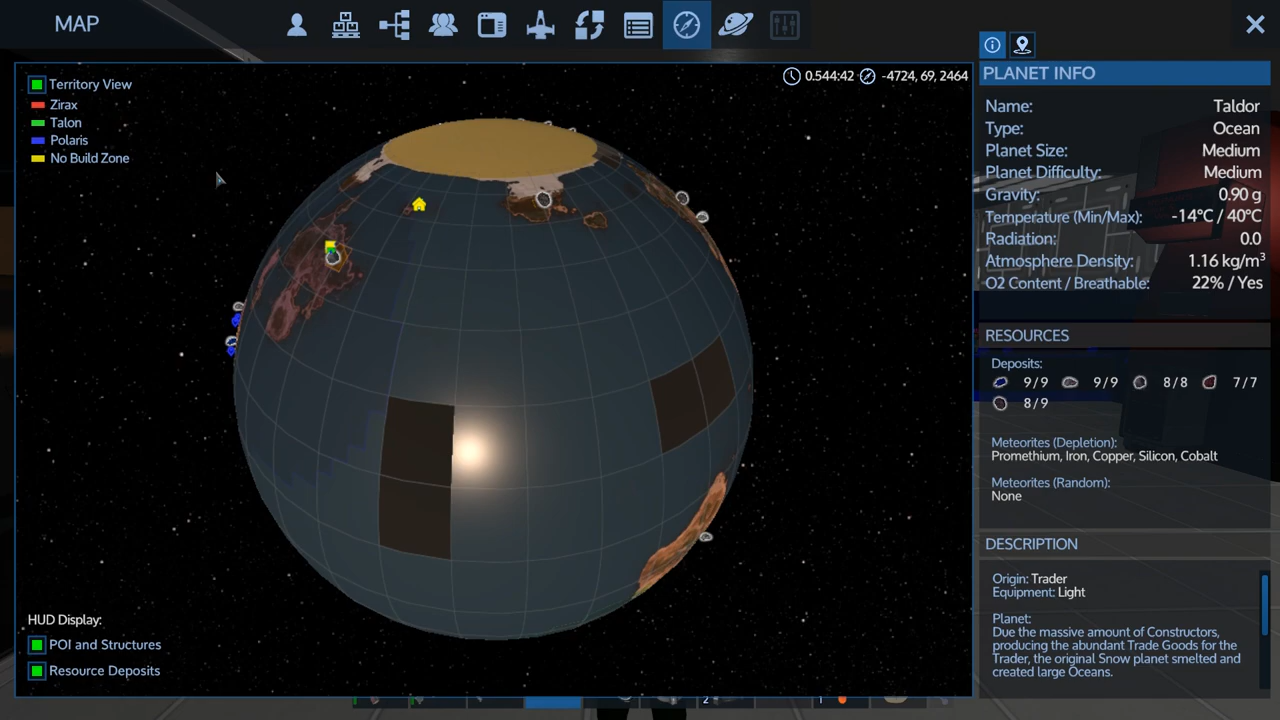 MAP
0.544:42 -4724, 69, 2464
Territory View
Zirax
Talon
Polaris
No Build Zone
HUD Display:
POI and Structures
Resource Deposits
PLANET INFO
Name: Taldor
Type: Ocean
Planet Size: Medium
Planet Difficulty: Medium
Gravity: 0.90 g
Temperature (Min/Max): -14°C / 40°C
Radiation: 0.0
Atmosphere Density: 1.16 kg/m³
O2 Content / Breathable: 22% / Yes
RESOURCES
Deposits:
9/9 9/9 8/8 7/7
8/9
Meteorites (Depletion):
Promethium, Iron, Copper, Silicon, Cobalt
Meteorites (Random):
None
DESCRIPTION
Origin: Trader
Equipment: Light
Planet:
Due the massive amount of Constructors,
producing the abundant Trade Goods for the
Trader, the original Snow planet smelted and
created large Oceans.
2 1